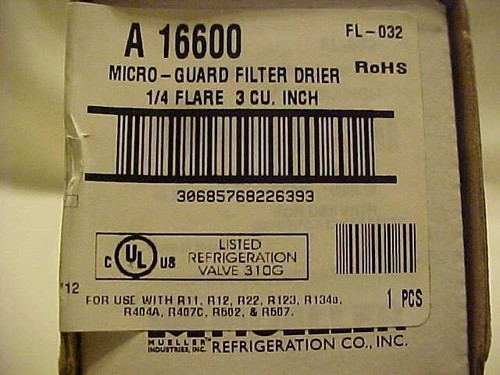 A 16600
FL-032
MICRO-GUARD FILTER DRIER
RoHS
1/4 FLARE 3 CU. INCH
30685768226393
C UL US
LISTED
REFRIGERATION
VALVE 310G
'12
FOR USE WITH R11, R12, R22, R123, R134a,
R404A, R407C, R502, & R507.
1 PCS
MUELLER
MUELLER INDUSTRIES, INC.
REFRIGERATION CO., INC.